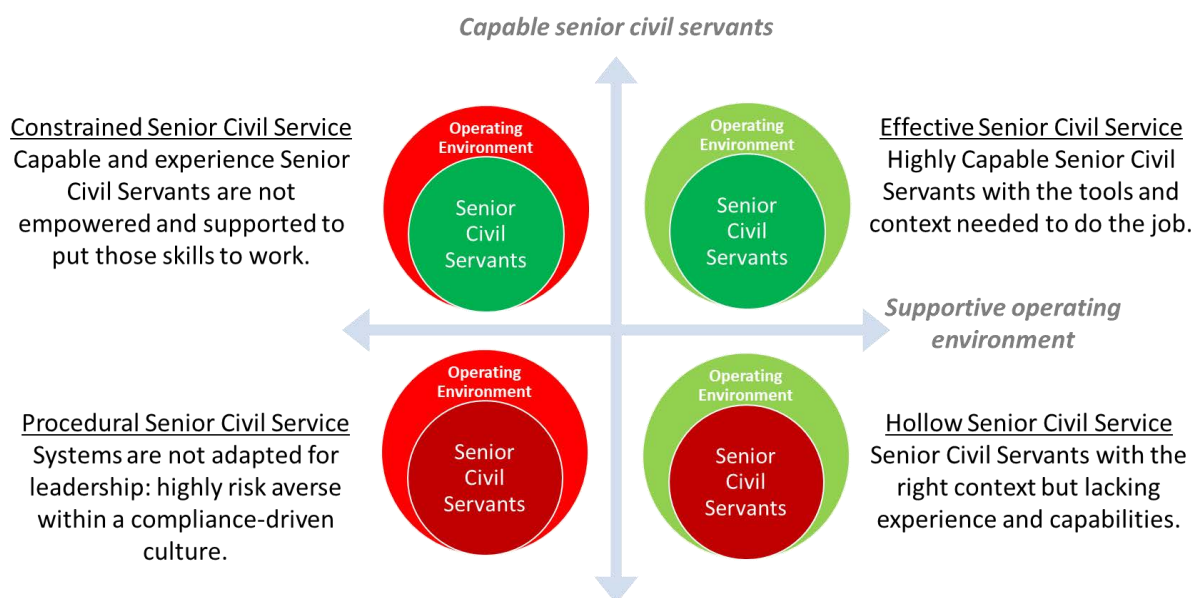 Capable senior civil servants
Constrained Senior Civil Service
Capable and experience Senior
Civil Servants are not
empowered and supported to
put those skills to work.
Operating
Environment
Senior
Civil
Servants
Operating
Environment
Senior
Civil
Servants
Effective Senior Civil Service
Highly Capable Senior Civil
Servants with the tools and
context needed to do the job.
Supportive operating
environment
Procedural Senior Civil Service
Systems are not adapted for
leadership: highly risk averse
within a compliance-driven
culture.
Operating
Environment
Senior
Civil
Servants
Operating
Environment
Senior
Civil
Servants
Hollow Senior Civil Service
Senior Civil Servants with the
right context but lacking
experience and capabilities.